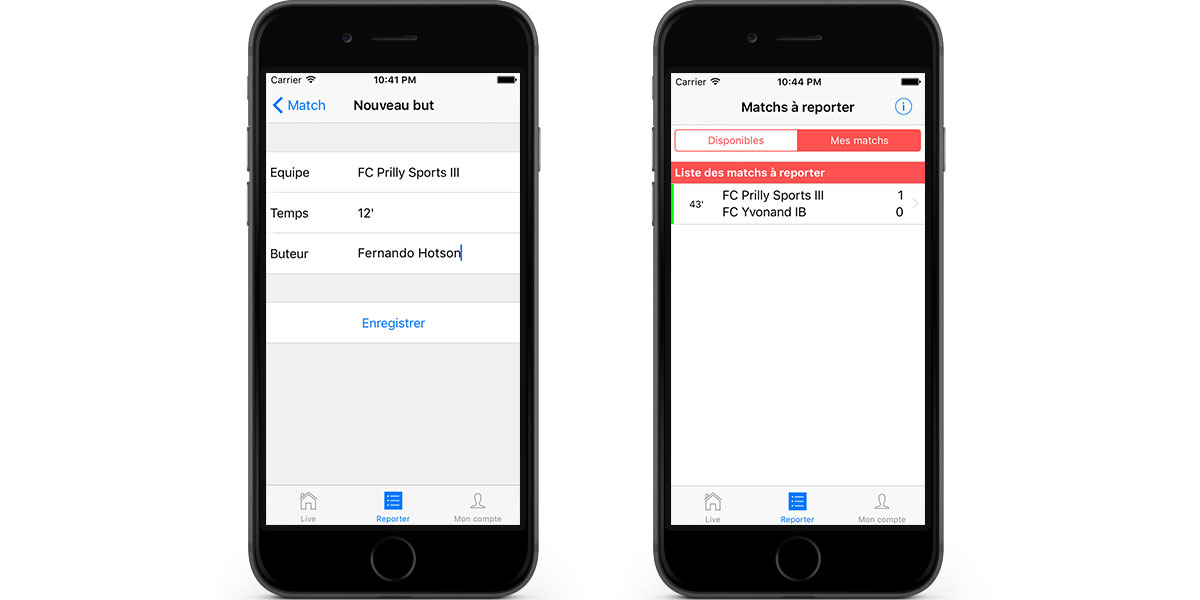 Carrier 10:41 PM
Match Nouveau but
Equipe FC Prilly Sports III
Temps 12'
Buteur Fernando Hotson
Enregistrer
Live Reporter Mon compte
Carrier 10:44 PM
Matchs à reporter i
Disponibles Mes matchs
Liste des matchs à reporter
43' FC Prilly Sports III 1
FC Yvonand IB 0
Live Reporter Mon compte